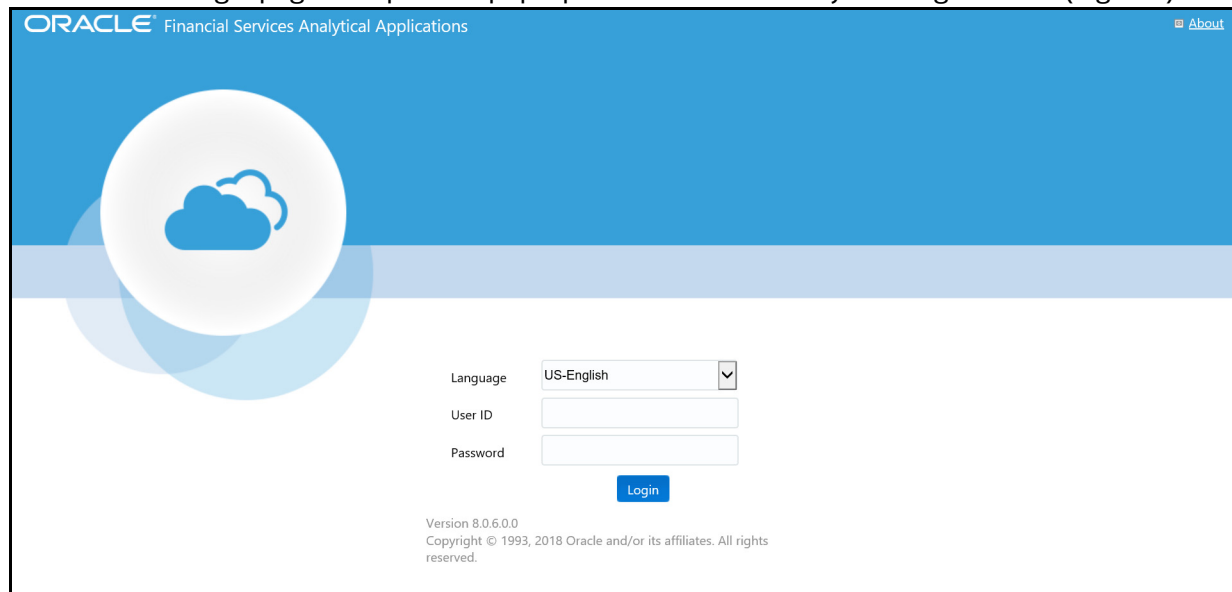 ORACLE® Financial Services Analytical Applications
About
Language US-English
User ID
Password
Login
Version 8.0.6.0.0
Copyright © 1993, 2018 Oracle and/or its affiliates. All rights
reserved.